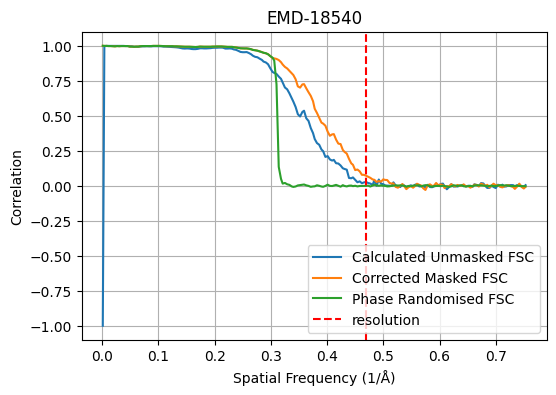 EMD-18540
1.00
0.75
0.50
0.25
0.00
−0.25
−0.50
−0.75
−1.00
Correlation
Calculated Unmasked FSC
Corrected Masked FSC
Phase Randomised FSC
resolution
0.0 0.1 0.2 0.3 0.4 0.5 0.6 0.7
Spatial Frequency (1/Å)